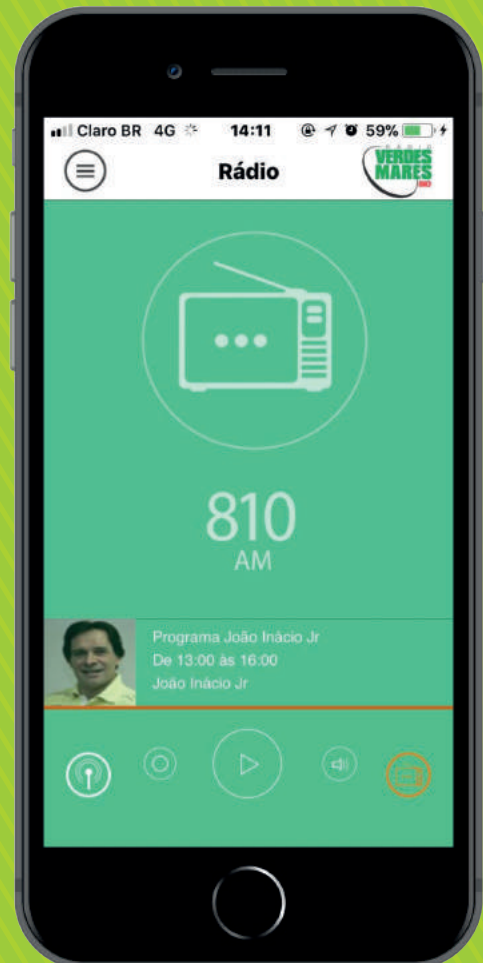 Claro BR 4G 14:11 59%
Rádio
RÁDIO
VERDES
MARES
810
AM
Programa João Inácio Jr
De 13:00 às 16:00
João Inácio Jr